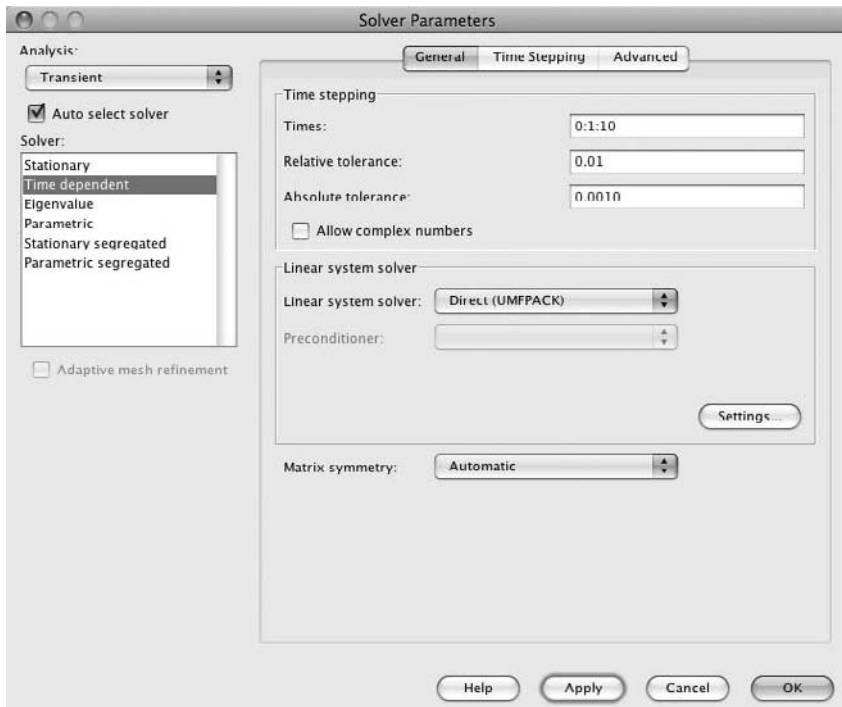 Solver Parameters
Analysis:
Transient
Auto select solver
Solver:
Stationary
Time dependent
Eigenvalue
Parametric
Stationary segregated
Parametric segregated
Adaptive mesh refinement
General Time Stepping Advanced
Time stepping
Times: 0:1:10
Relative tolerance: 0.01
Absolute tolerance: 0.0010
Allow complex numbers
Linear system solver
Linear system solver: Direct (UMFPACK)
Preconditioner:
Settings...
Matrix symmetry: Automatic
Help Apply Cancel OK